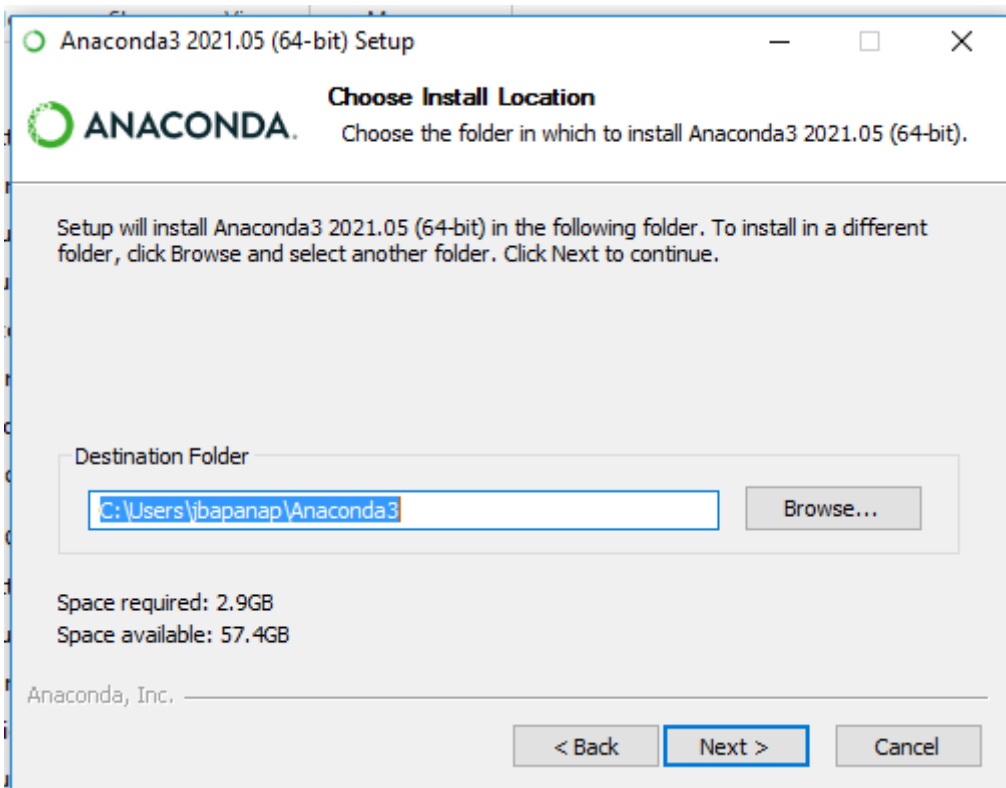 Anaconda3 2021.05 (64-bit) Setup
ANACONDA.
Choose Install Location
Choose the folder in which to install Anaconda3 2021.05 (64-bit).
Setup will install Anaconda3 2021.05 (64-bit) in the following folder. To install in a different
folder, click Browse and select another folder. Click Next to continue.
Destination Folder
C:\Users\jbapanap\Anaconda3
Browse...
Space required: 2.9GB
Space available: 57.4GB
Anaconda, Inc.
< Back
Next >
Cancel